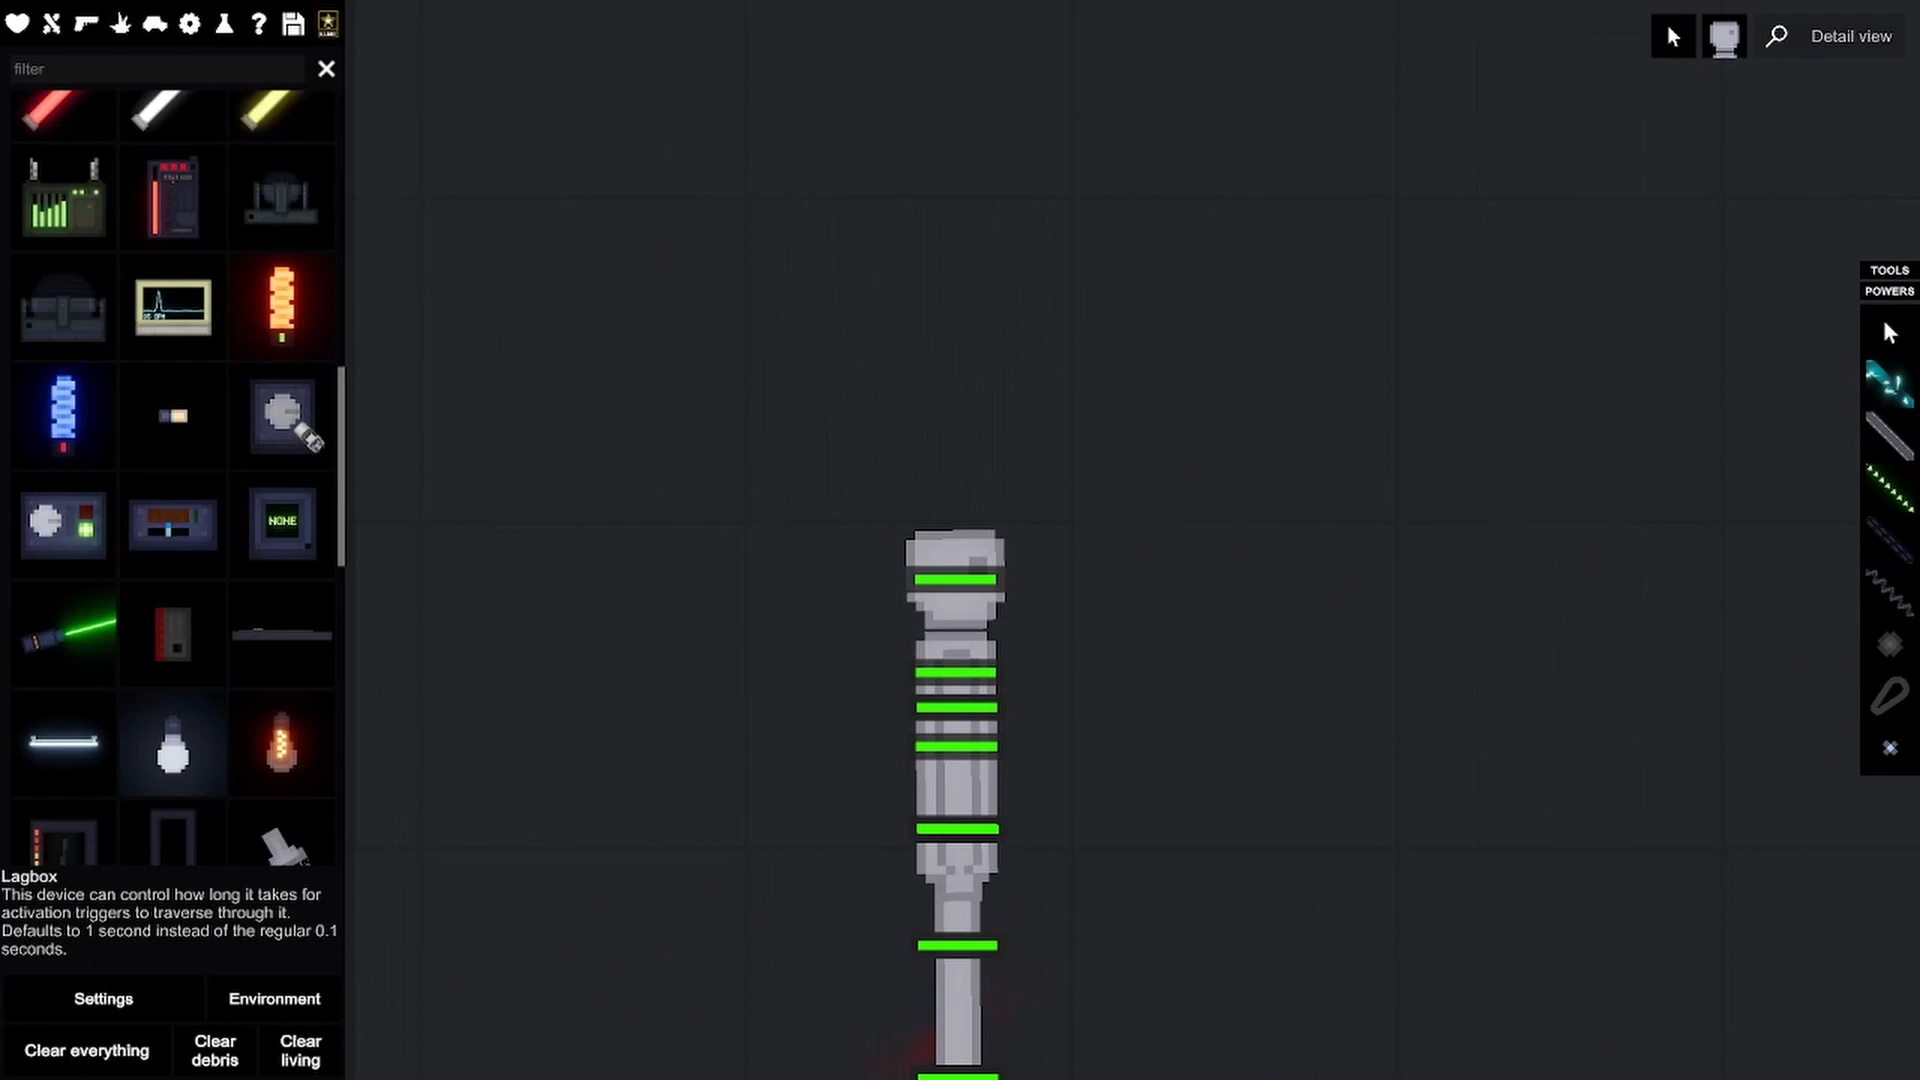 filter
Detail view
TOOLS
POWERS
NONE
Lagbox
This device can control how long it takes for
activation triggers to traverse through it.
Defaults to 1 second instead of the regular 0.1
seconds.
Settings
Environment
Clear everything
Clear
debris
Clear
living